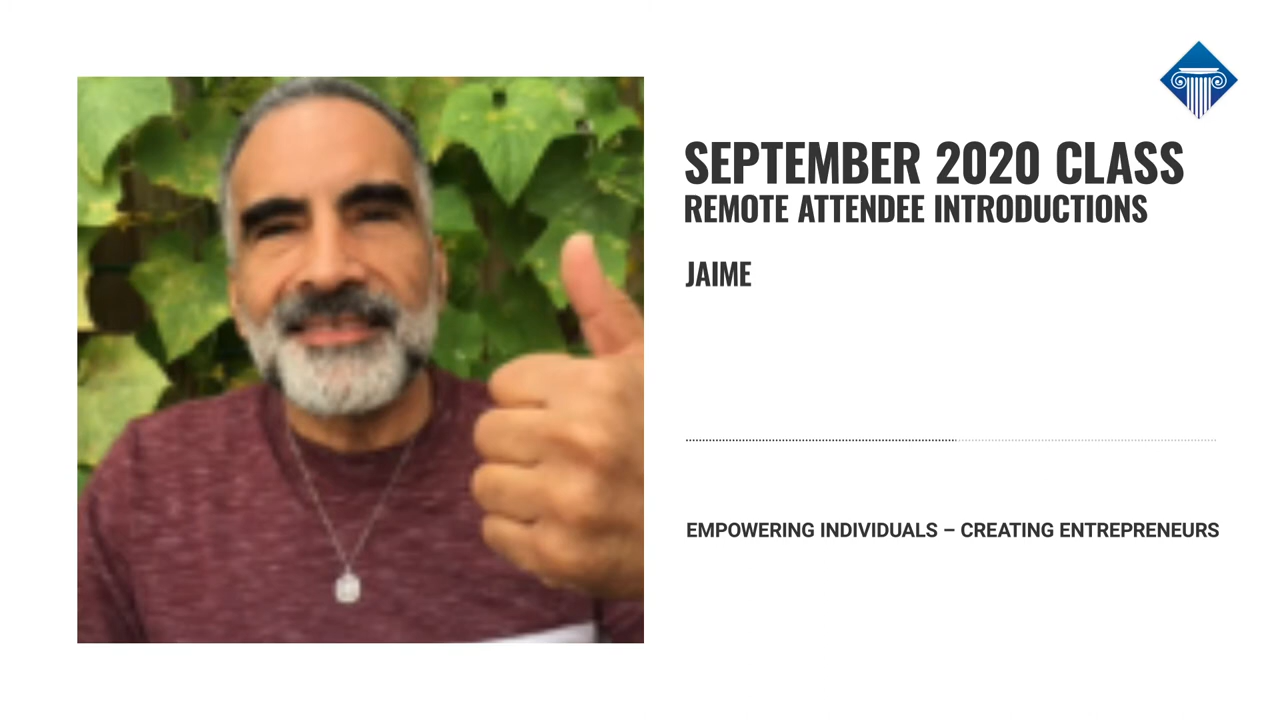 SEPTEMBER 2020 CLASS
REMOTE ATTENDEE INTRODUCTIONS
JAIME
EMPOWERING INDIVIDUALS – CREATING ENTREPRENEURS